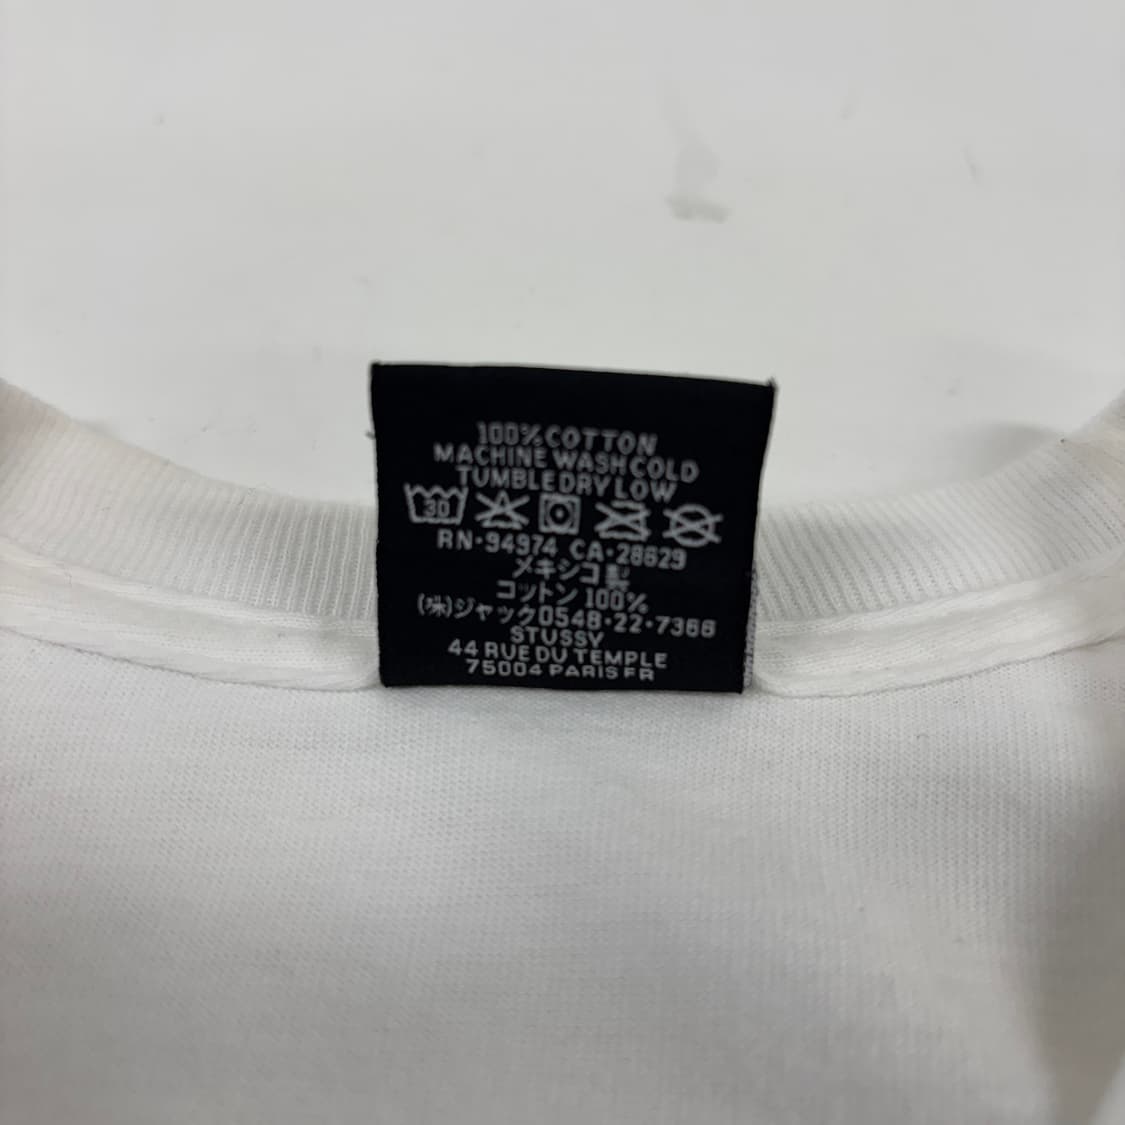 100% COTTON
MACHINE WASH COLD
TUMBLE DRY LOW
30
RN·94974 CA·28629
メキシコ製
コットン 100%
(株)ジャック0548·22·7366
STUSSY
44 RUE DU TEMPLE
75004 PARIS FR